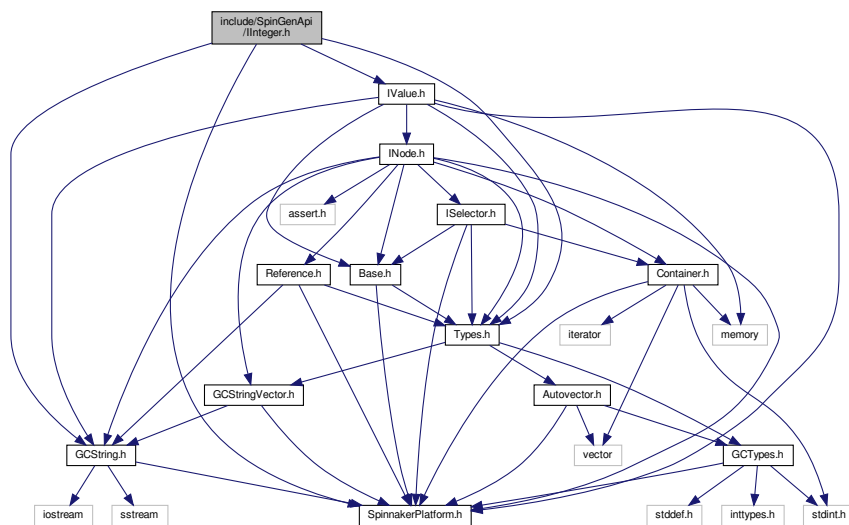 include/SpinGenApi
/IInteger.h
IValue.h
INode.h
assert.h
ISelector.h
Reference.h
Base.h
Container.h
iterator
memory
Types.h
GCStringVector.h
Autovector.h
GCString.h
vector
GCTypes.h
iostream
sstream
SpinnakerPlatform.h
stddef.h
inttypes.h
stdint.h